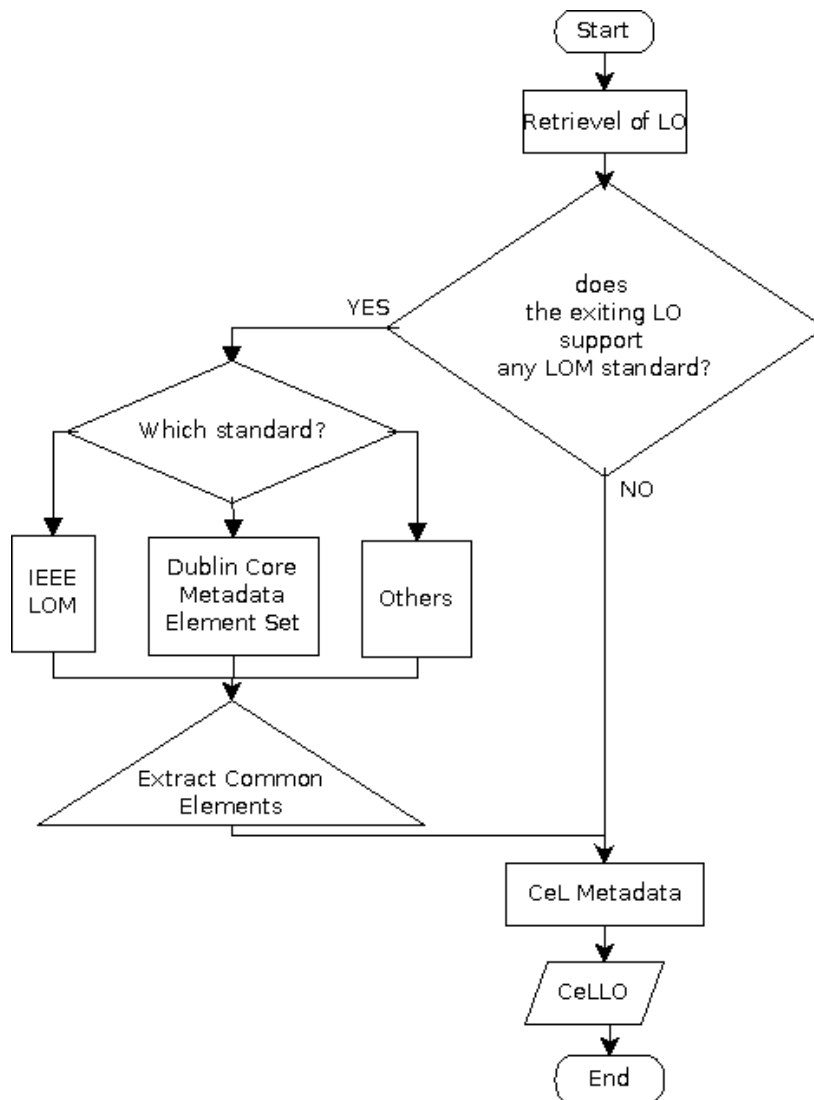 Start
Retrievel of LO
does
the exiting LO
support
any LOM standard?
YES
NO
Which standard?
IEEE
LOM
Dublin Core
Metadata
Element Set
Others
Extract Common
Elements
CeL Metadata
CeLLO
End